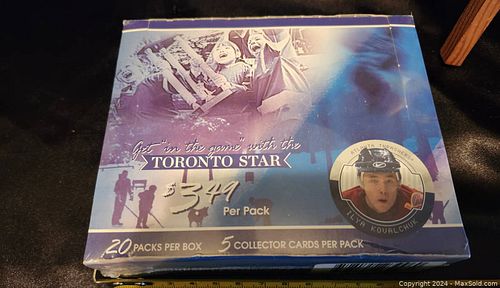 Get "in the game" with the
TORONTO STAR
$3.49
Per Pack
ATLANTA THRASHERS
ILYA KOVALCHUK
20 PACKS PER BOX 5 COLLECTOR CARDS PER PACK
Copyright 2024 - MaxSold.com